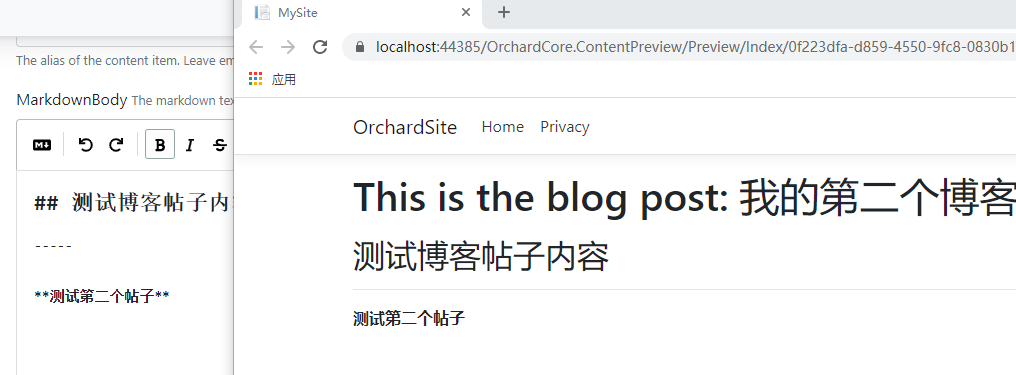 The alias of the content item. Leave em
MarkdownBody The markdown tex
## 测试博客帖子内
-----
**测试第二个帖子**
MySite
localhost:44385/OrchardCore.ContentPreview/Preview/Index/0f223dfa-d859-4550-9fc8-0830b1
应用
OrchardSite Home Privacy
This is the blog post: 我的第二个博客
测试博客帖子内容
测试第二个帖子